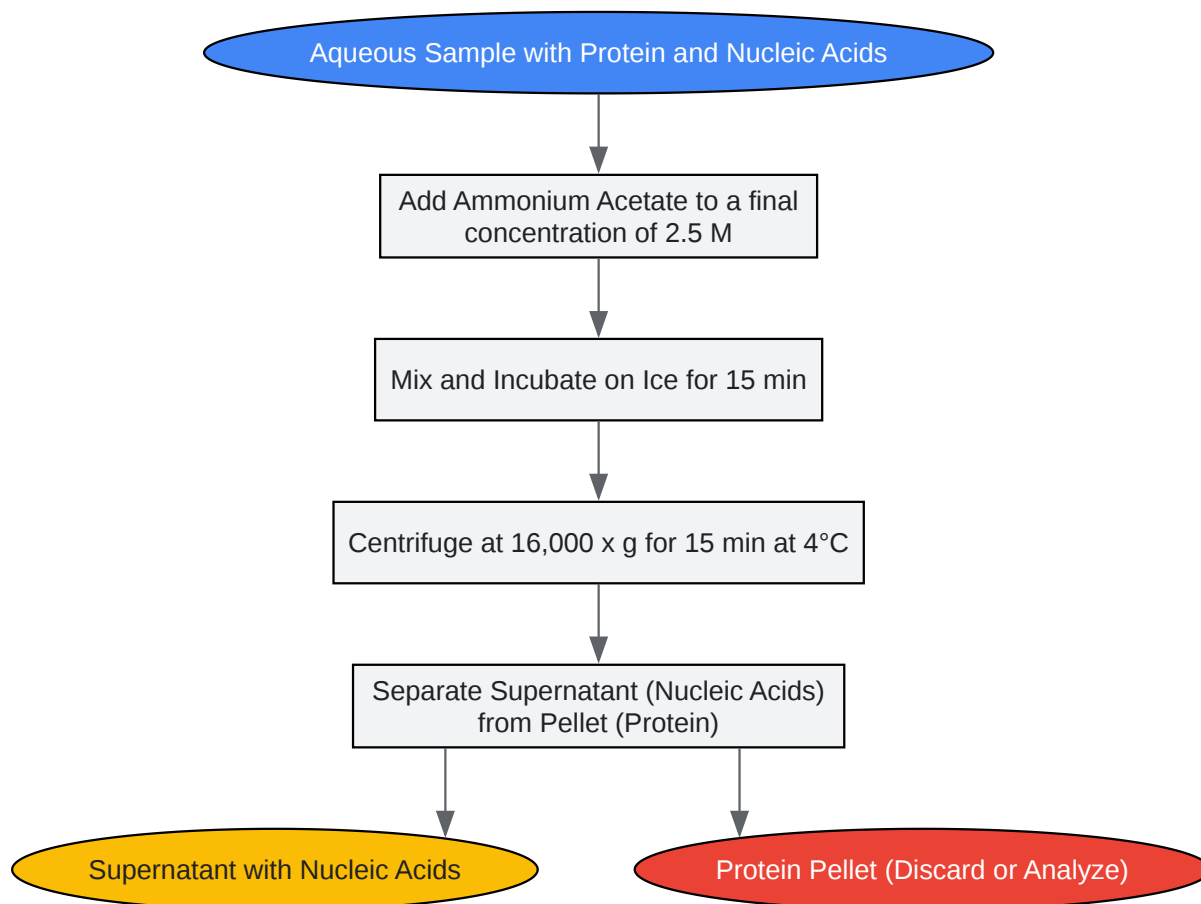 Aqueous Sample with Protein and Nucleic Acids
Add Ammonium Acetate to a final
concentration of 2.5 M
Mix and Incubate on Ice for 15 min
Centrifuge at 16,000 x g for 15 min at 4°C
Separate Supernatant (Nucleic Acids)
from Pellet (Protein)
Supernatant with Nucleic Acids
Protein Pellet (Discard or Analyze)